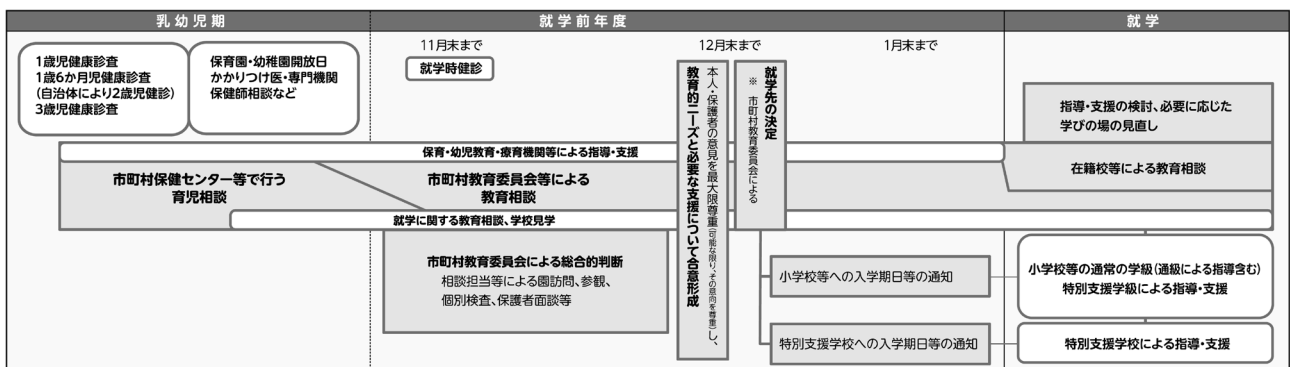 乳幼児期
就学前年度
就学
1歳児健康診査
1歳6か月児健康診査
(自治体により2歳児健診)
3歳児健康診査
保育園・幼稚園開放日
かかりつけ医・専門機関
保健師相談など
11月末まで
就学時健診
12月末まで
1月末まで
本人・保護者の意見を最大限尊重(可能な限り、その意向を尊重)し、
教育的ニーズと必要な支援について合意形成
就学先の決定
※ 市町村教育委員会による
指導・支援の検討、必要に応じた
学びの場の見直し
保育・幼児教育・療育機関等による指導・支援
市町村保健センター等で行う
育児相談
市町村教育委員会等による
教育相談
在籍校等による教育相談
就学に関する教育相談、学校見学
市町村教育委員会による総合的判断
相談担当等による園訪問、参観、
個別検査、保護者面談等
小学校等への入学期日等の通知
小学校等の通常の学級(通級による指導含む)
特別支援学級による指導・支援
特別支援学校への入学期日等の通知
特別支援学校による指導・支援